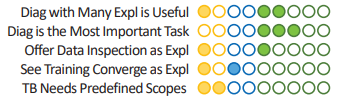 Diag with Many Expl is Useful
Diag is the Most Important Task
Offer Data Inspection as Expl
See Training Converge as Expl
TB Needs Predefined Scopes